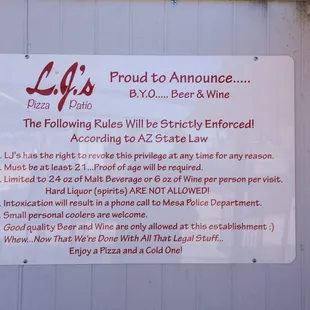 L.J.'s
Pizza Patio
Proud to Announce.....
B.Y.O..... Beer & Wine
The Following Rules Will be Strictly Enforced!
According to AZ State Law
. LJ's has the right to revoke this privilege at any time for any reason.
. Must be at least 21...Proof of age will be required.
. Limited to 24 oz of Malt Beverage or 6 oz of Wine per person per visit.
Hard Liquor (spirits) ARE NOT ALLOWED!
. Intoxication will result in a phone call to Mesa Police Department.
. Small personal coolers are welcome.
. Good quality Beer and Wine are only allowed at this establishment :)
Whew...Now That We're Done With All That Legal Stuff...
Enjoy a Pizza and a Cold One!